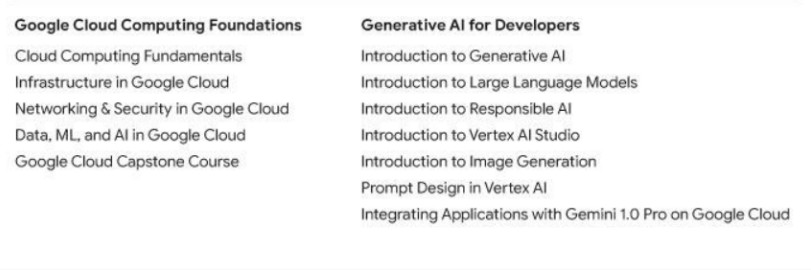 Google Cloud Computing Foundations
Cloud Computing Fundamentals
Infrastructure in Google Cloud
Networking & Security in Google Cloud
Data, ML, and AI in Google Cloud
Google Cloud Capstone Course
Generative AI for Developers
Introduction to Generative AI
Introduction to Large Language Models
Introduction to Responsible AI
Introduction to Vertex AI Studio
Introduction to Image Generation
Prompt Design in Vertex AI
Integrating Applications with Gemini 1.0 Pro on Google Cloud